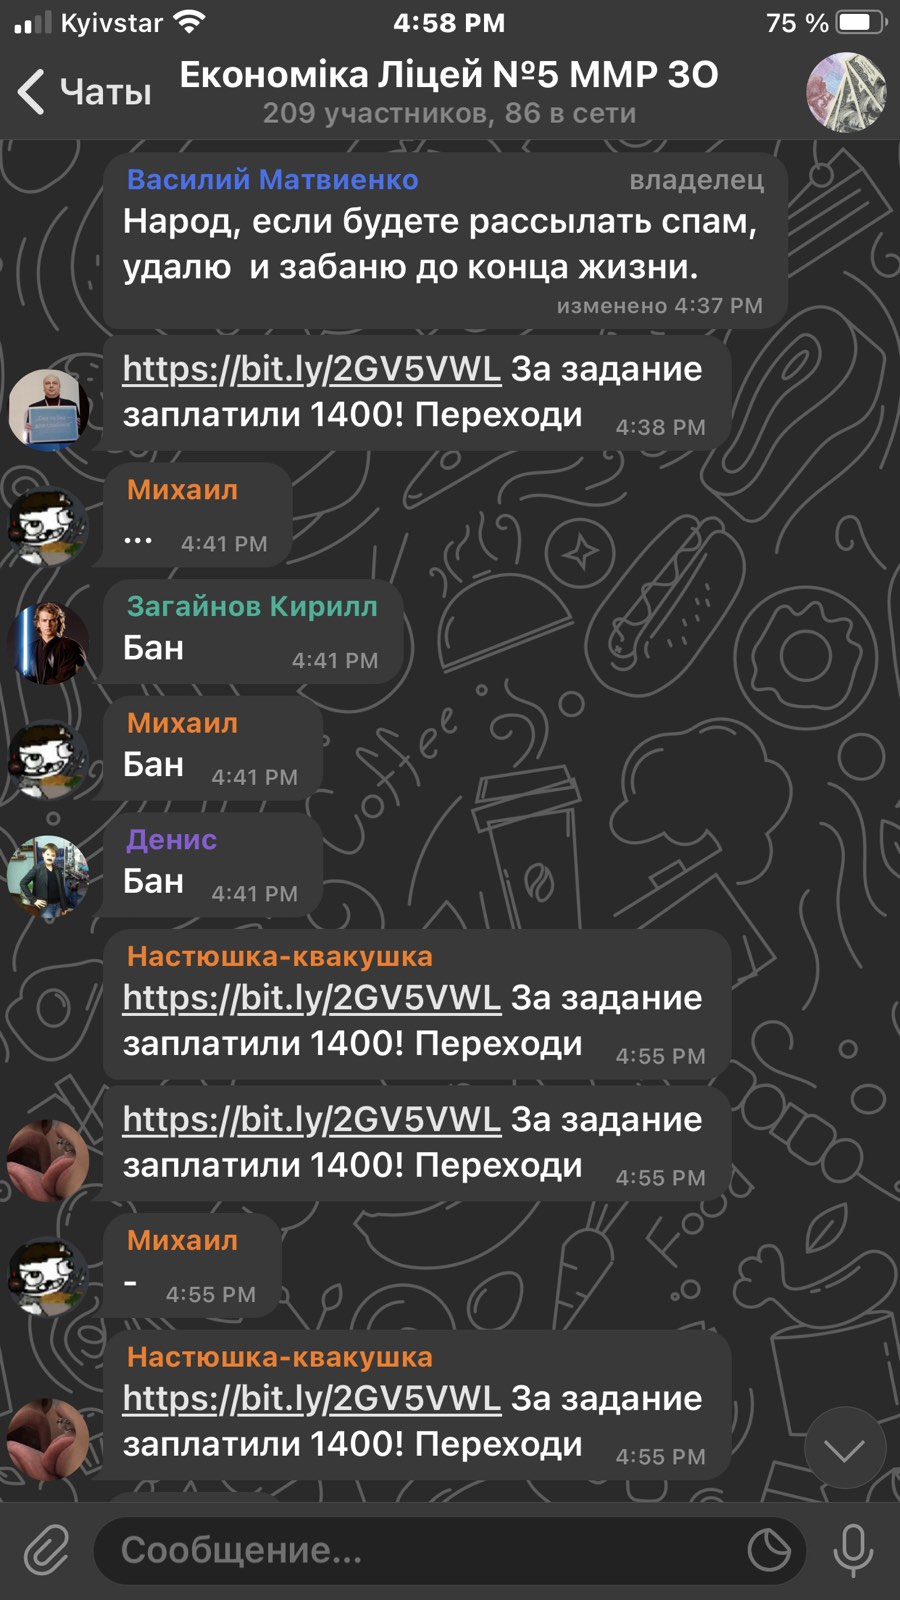 Kyivstar 4:58 PM 75 %
Чаты Економіка Ліцей №5 ММР ЗО
209 участников, 86 в сети
Василий Матвиенко владелец
Народ, если будете рассылать спам,
удалю и забаню до конца жизни.
изменено 4:37 PM
https://bit.ly/2GV5VWL За задание
заплатили 1400! Переходи 4:38 PM
Михаил
... 4:41 PM
Загайнов Кирилл
Бан 4:41 PM
Михаил
Бан 4:41 PM
Денис
Бан 4:41 PM
Настюшка-квакушка
https://bit.ly/2GV5VWL За задание
заплатили 1400! Переходи 4:55 PM
https://bit.ly/2GV5VWL За задание
заплатили 1400! Переходи 4:55 PM
Михаил
- 4:55 PM
Настюшка-квакушка
https://bit.ly/2GV5VWL За задание
заплатили 1400! Переходи 4:55 PM
Сообщение...
Coffee
Food